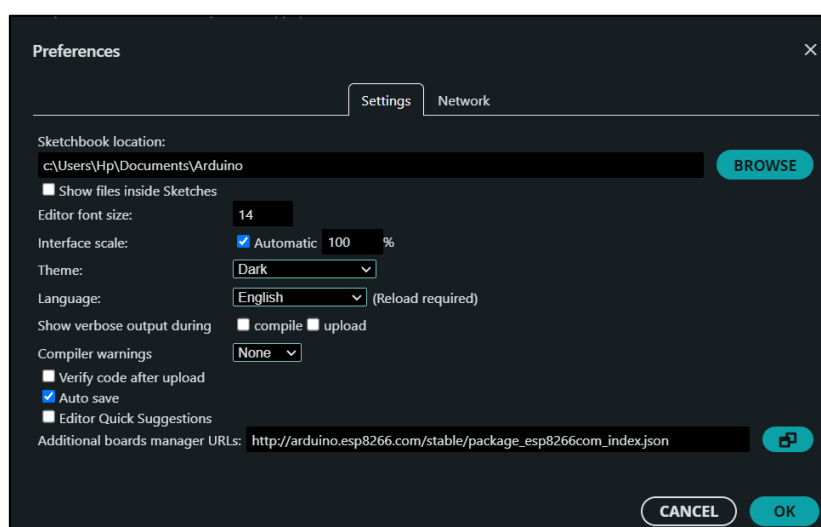 Preferences
Settings Network
Sketchbook location:
c:\Users\Hp\Documents\Arduino BROWSE
Show files inside Sketches
Editor font size: 14
Interface scale: Automatic 100 %
Theme: Dark
Language: English (Reload required)
Show verbose output during compile upload
Compiler warnings None
Verify code after upload
Auto save
Editor Quick Suggestions
Additional boards manager URLs: http://arduino.esp8266.com/stable/package_esp8266com_index.json
CANCEL OK